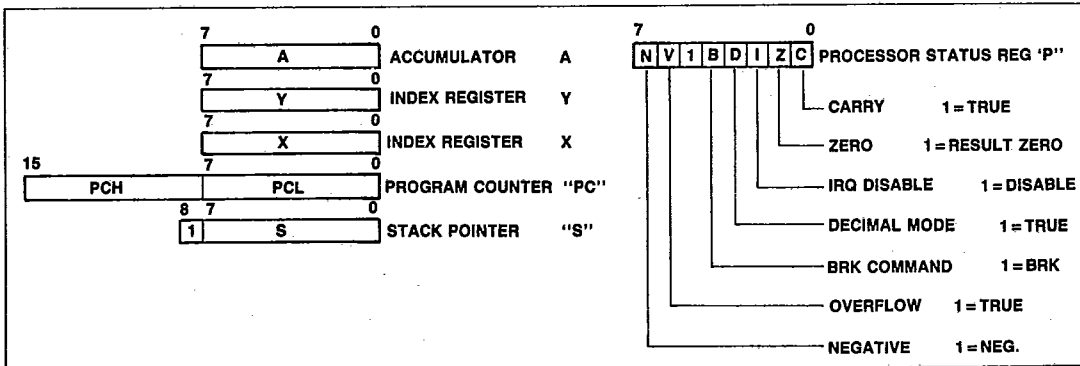 7 0
A ACCUMULATOR A
7 0
Y INDEX REGISTER Y
7 0
X INDEX REGISTER X
15 7 0
PCH PCL PROGRAM COUNTER "PC"
8 7 0
1 S STACK POINTER "S"
7 0
N V 1 B D I Z C PROCESSOR STATUS REG 'P"
CARRY 1=TRUE
ZERO 1=RESULT ZERO
IRQ DISABLE 1=DISABLE
DECIMAL MODE 1=TRUE
BRK COMMAND 1=BRK
OVERFLOW 1=TRUE
NEGATIVE 1=NEG.